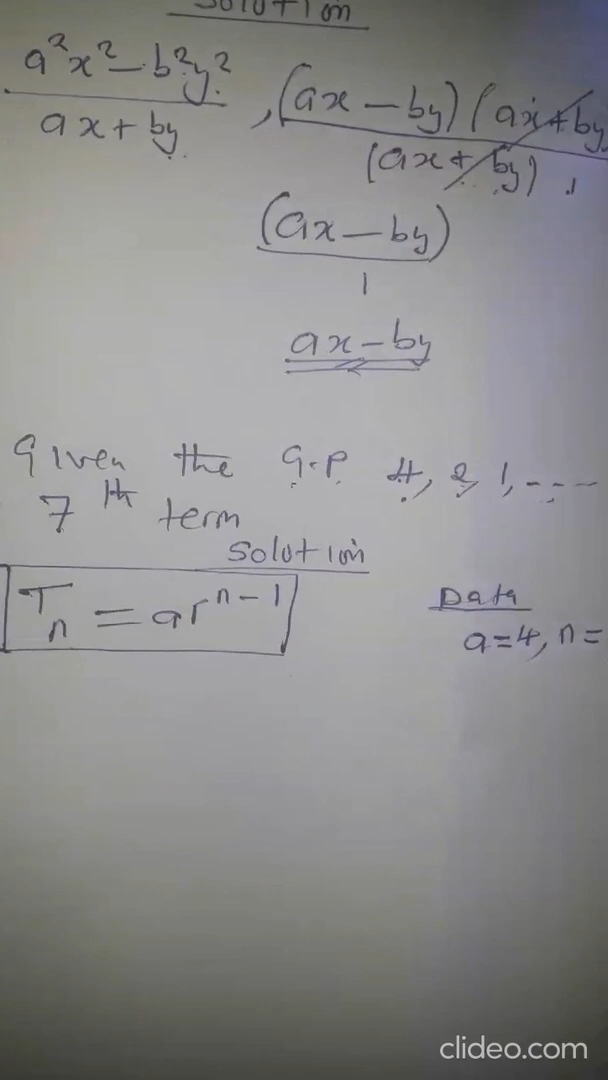 Solution
a²x² – b²y² / ax + by , (ax – by) (ax + by / (ax + by)
(ax – by) / 1
ax – by
Given the G.P 4, 2, 1, ----
7th term
Solution
Tn = ar^n-1
Data
a=4, n=
clideo.com